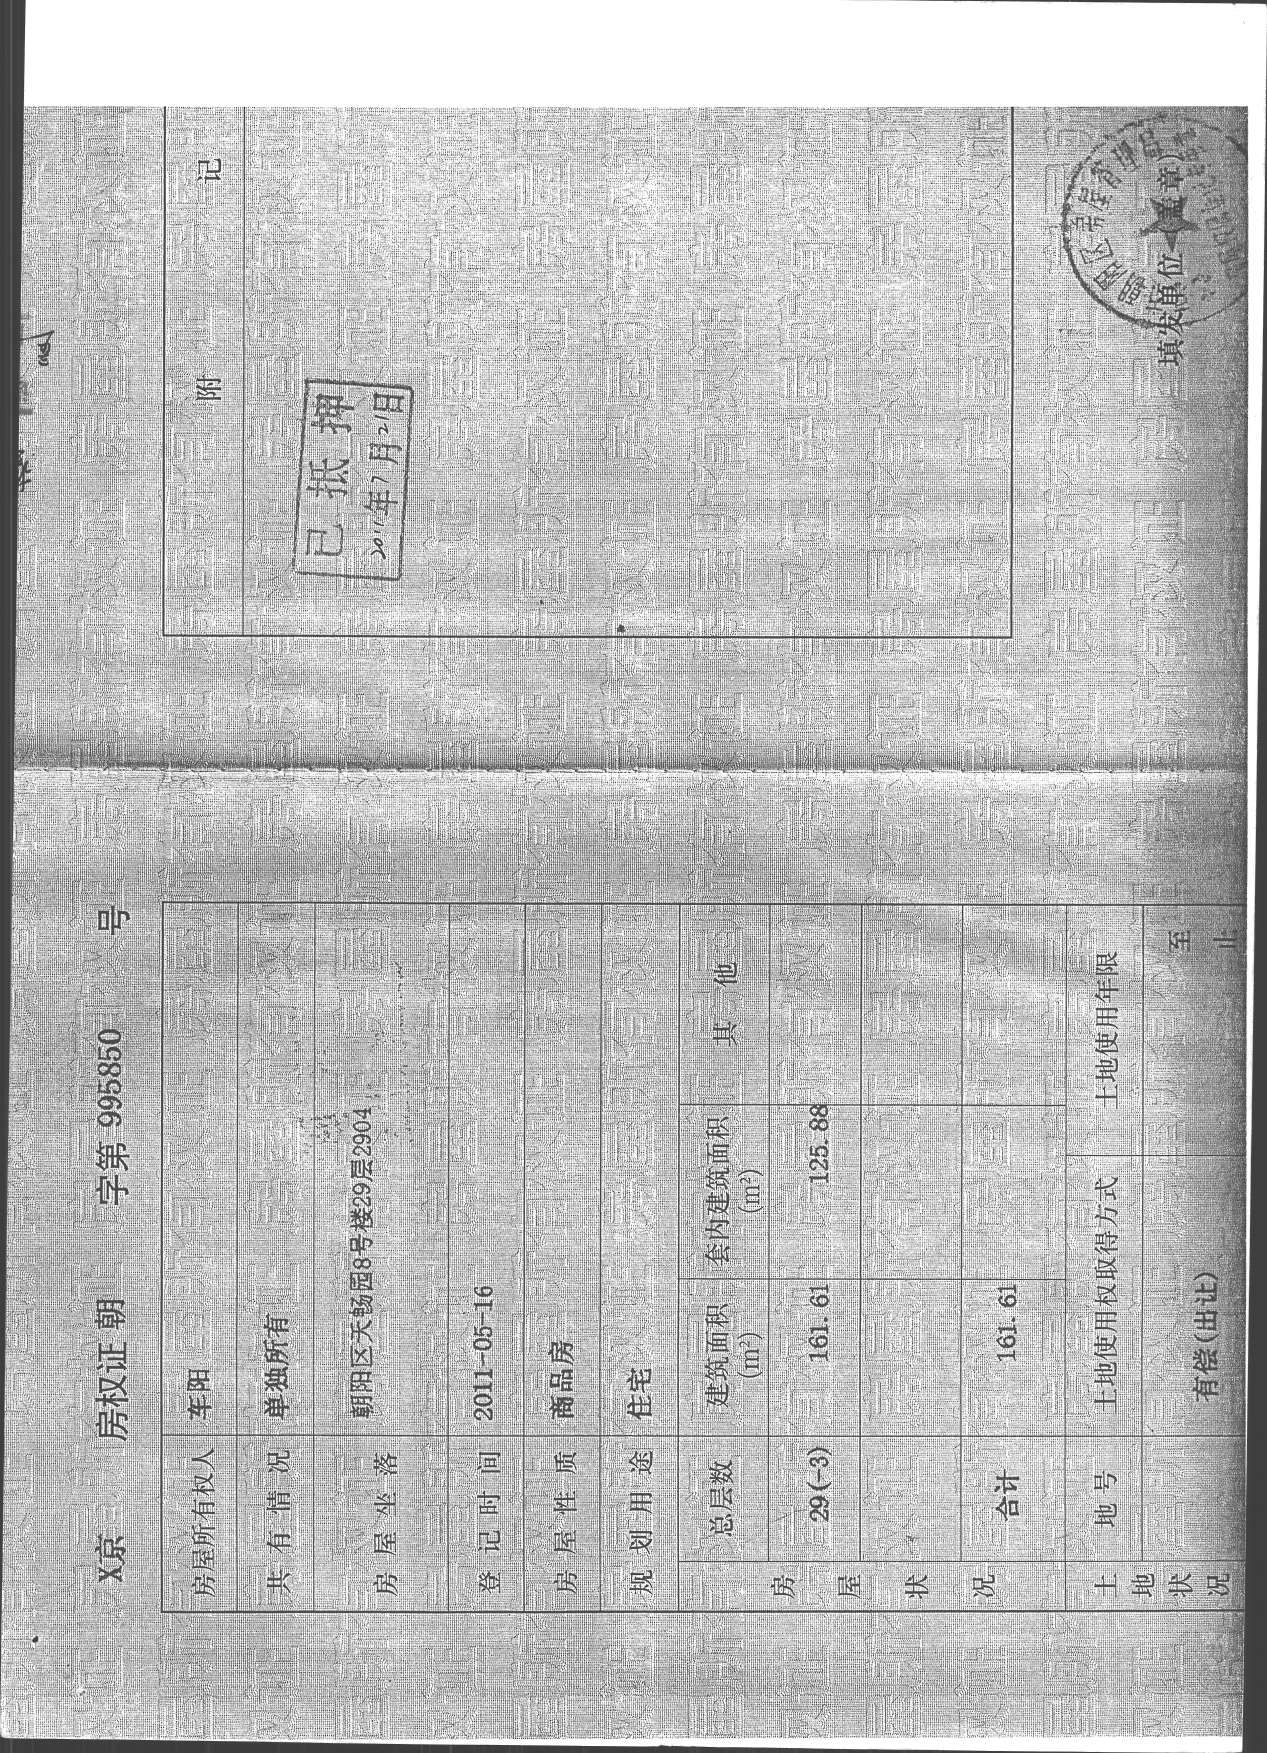 X京 房权证 朝 字第 995850 号
房屋所有权人 车阳
共有情况 单独所有
房屋坐落 朝阳区天畅园8号楼29层2904
登记时间 2011-05-16
房屋性质 商品房
规划用途 住宅
房屋状况 总层数 建筑面积(m²) 套内建筑面积(m²) 其他
29(-3) 161.61 125.88
合计 161.61
土地状况 地号 土地使用权取得方式 土地使用年限
有偿(出让) 至
止
附 记
已抵押
2011年7月21日
填发单位(盖章)